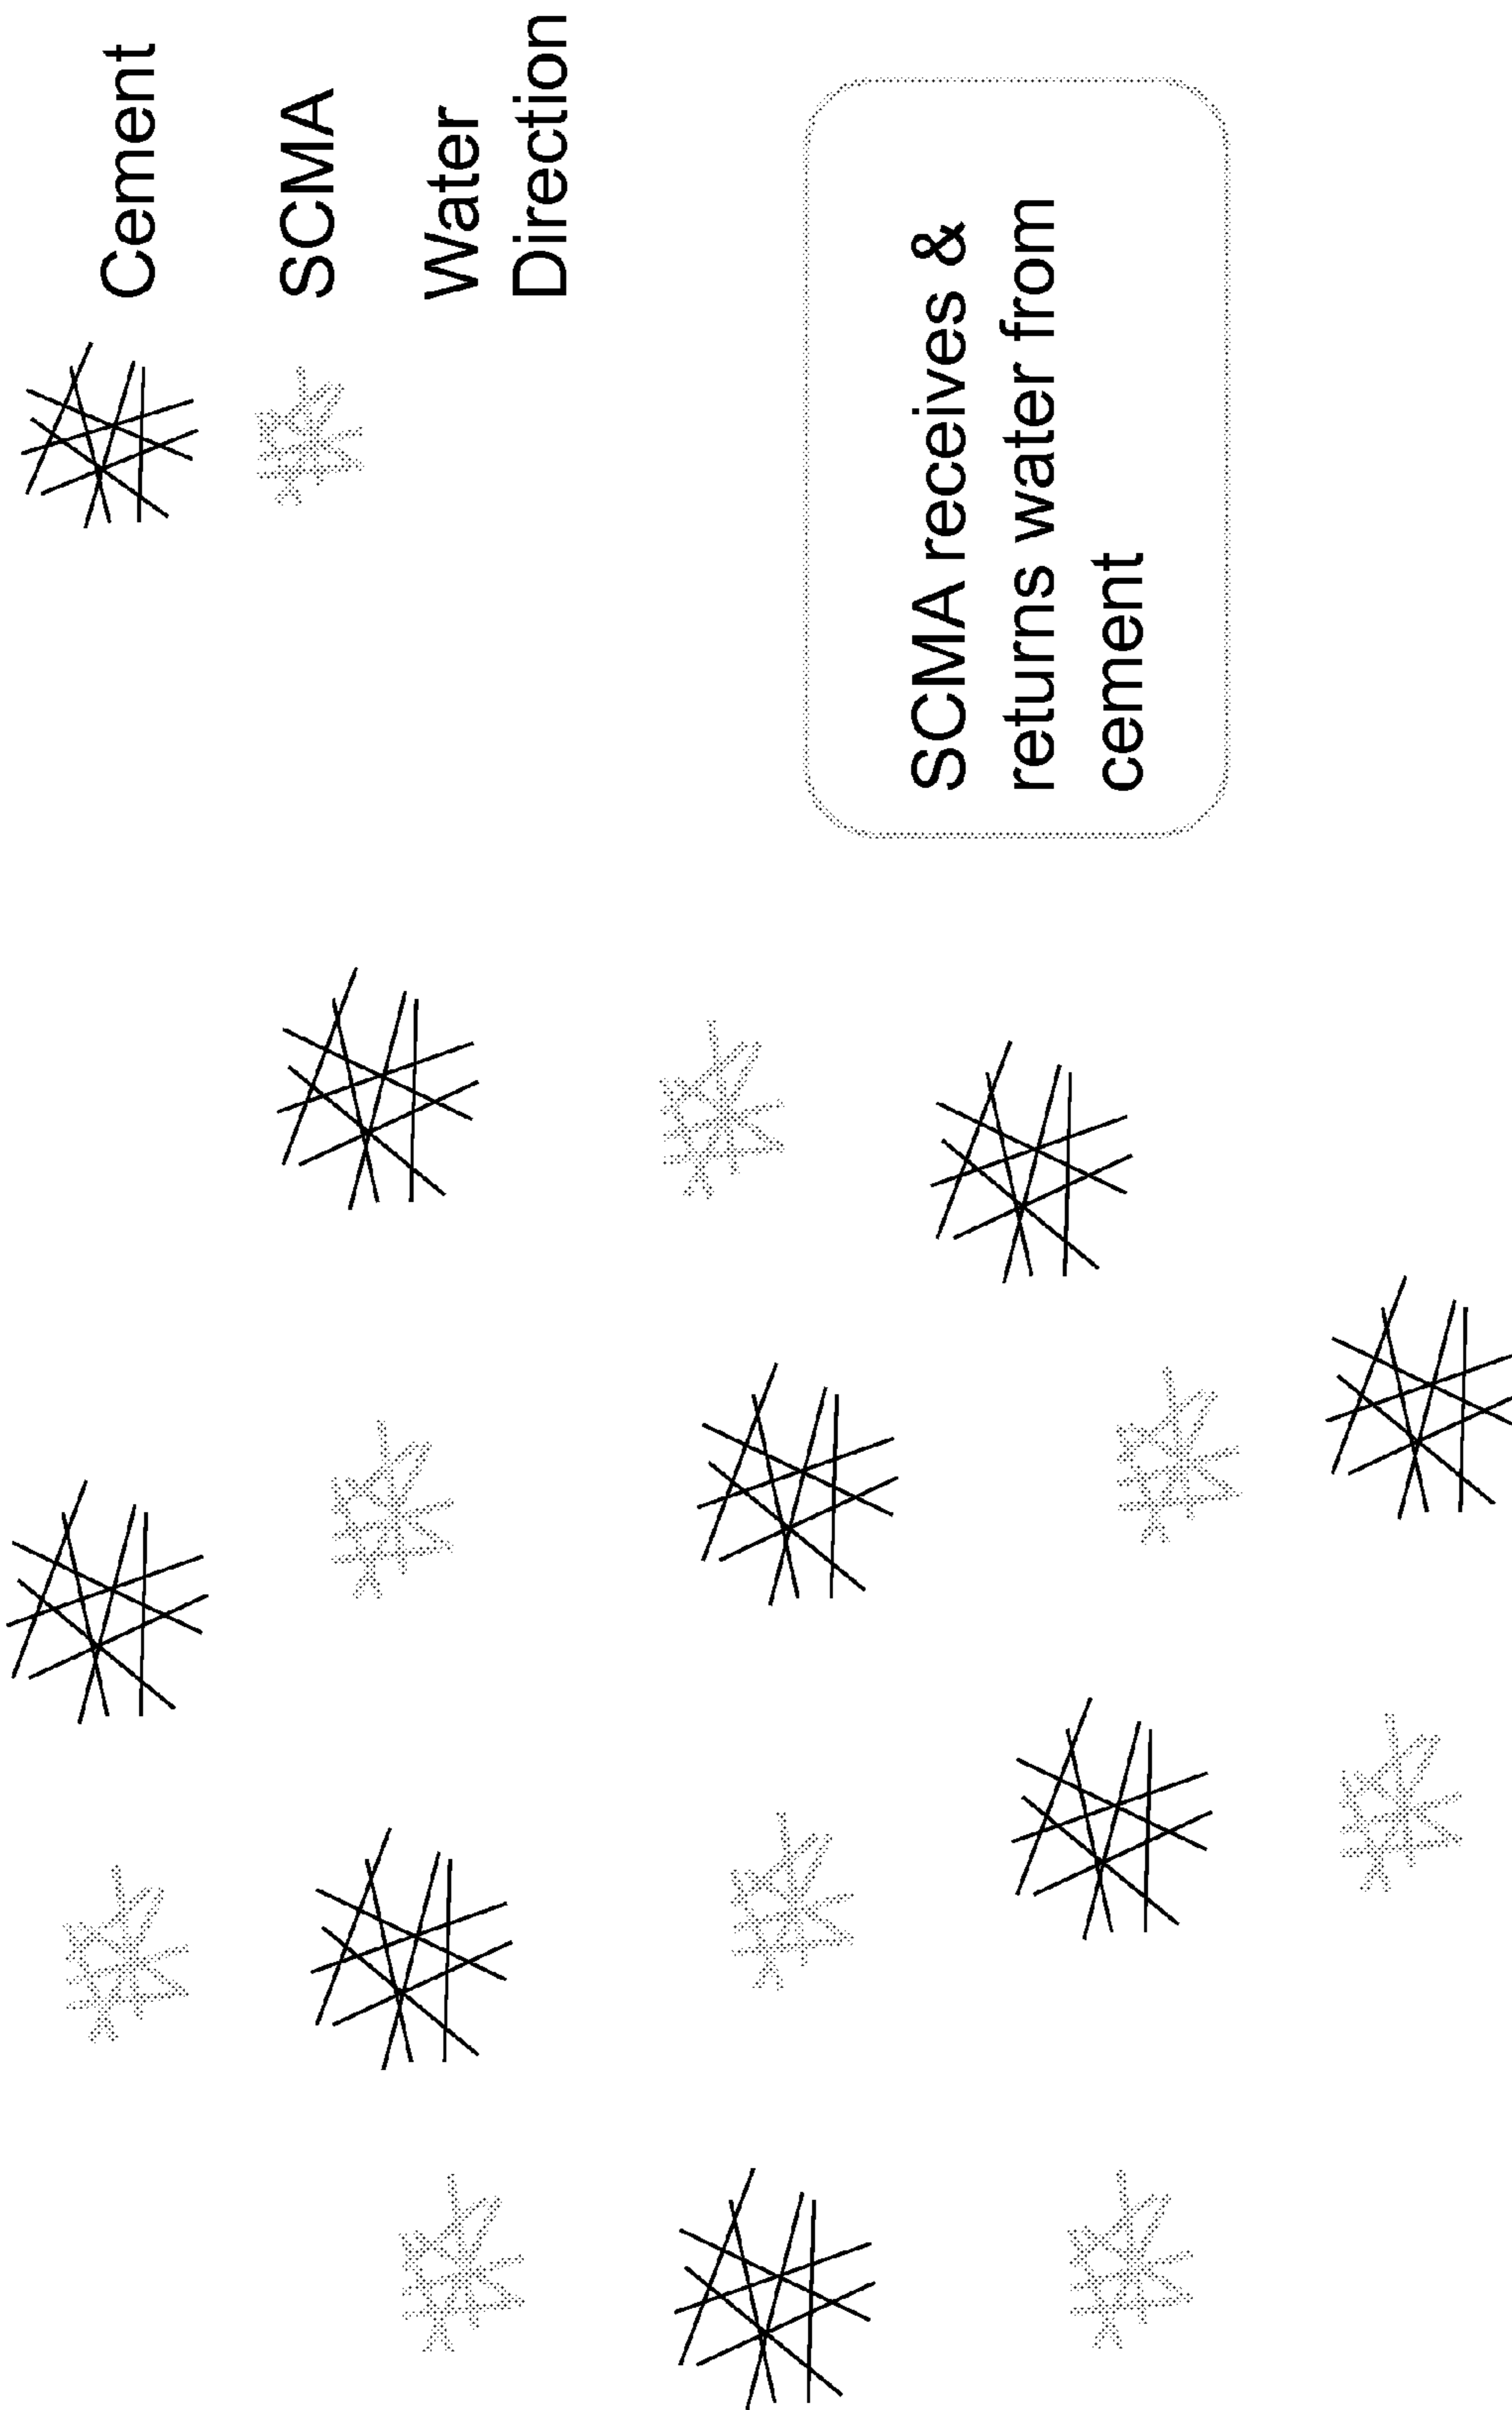 Cement
SCMA
Water
Direction
SCMA receives &
returns water from
cement